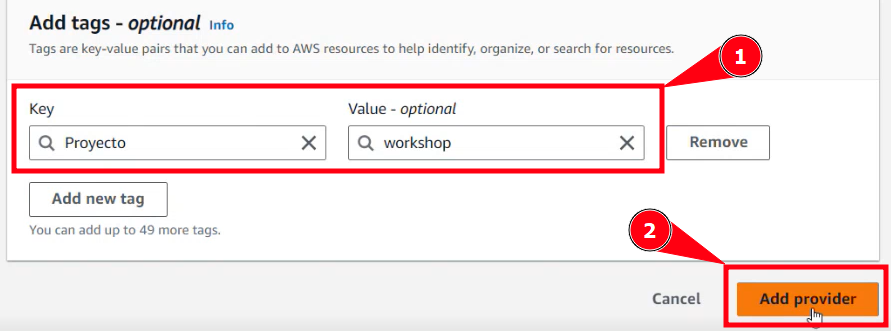 Add tags - optional Info
Tags are key-value pairs that you can add to AWS resources to help identify, organize, or search for resources.
1
Key Value - optional
Proyecto workshop Remove
Add new tag
You can add up to 49 more tags.
2
Cancel Add provider